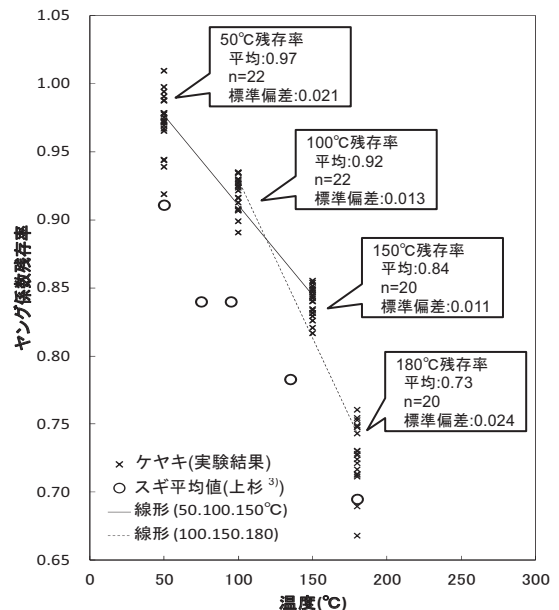 1.05
1.00
0.95
0.90
0.85
0.80
0.75
0.70
0.65
ヤング係数残存率
50℃残存率
平均:0.97
n=22
標準偏差:0.021
100℃残存率
平均:0.92
n=22
標準偏差:0.013
150℃残存率
平均:0.84
n=20
標準偏差:0.011
180℃残存率
平均:0.73
n=20
標準偏差:0.024
× ケヤキ(実験結果)
○ スギ平均値(上杉 3))
線形 (50.100.150℃)
線形 (100.150.180)
0 50 100 150 200 250 300
温度(℃)